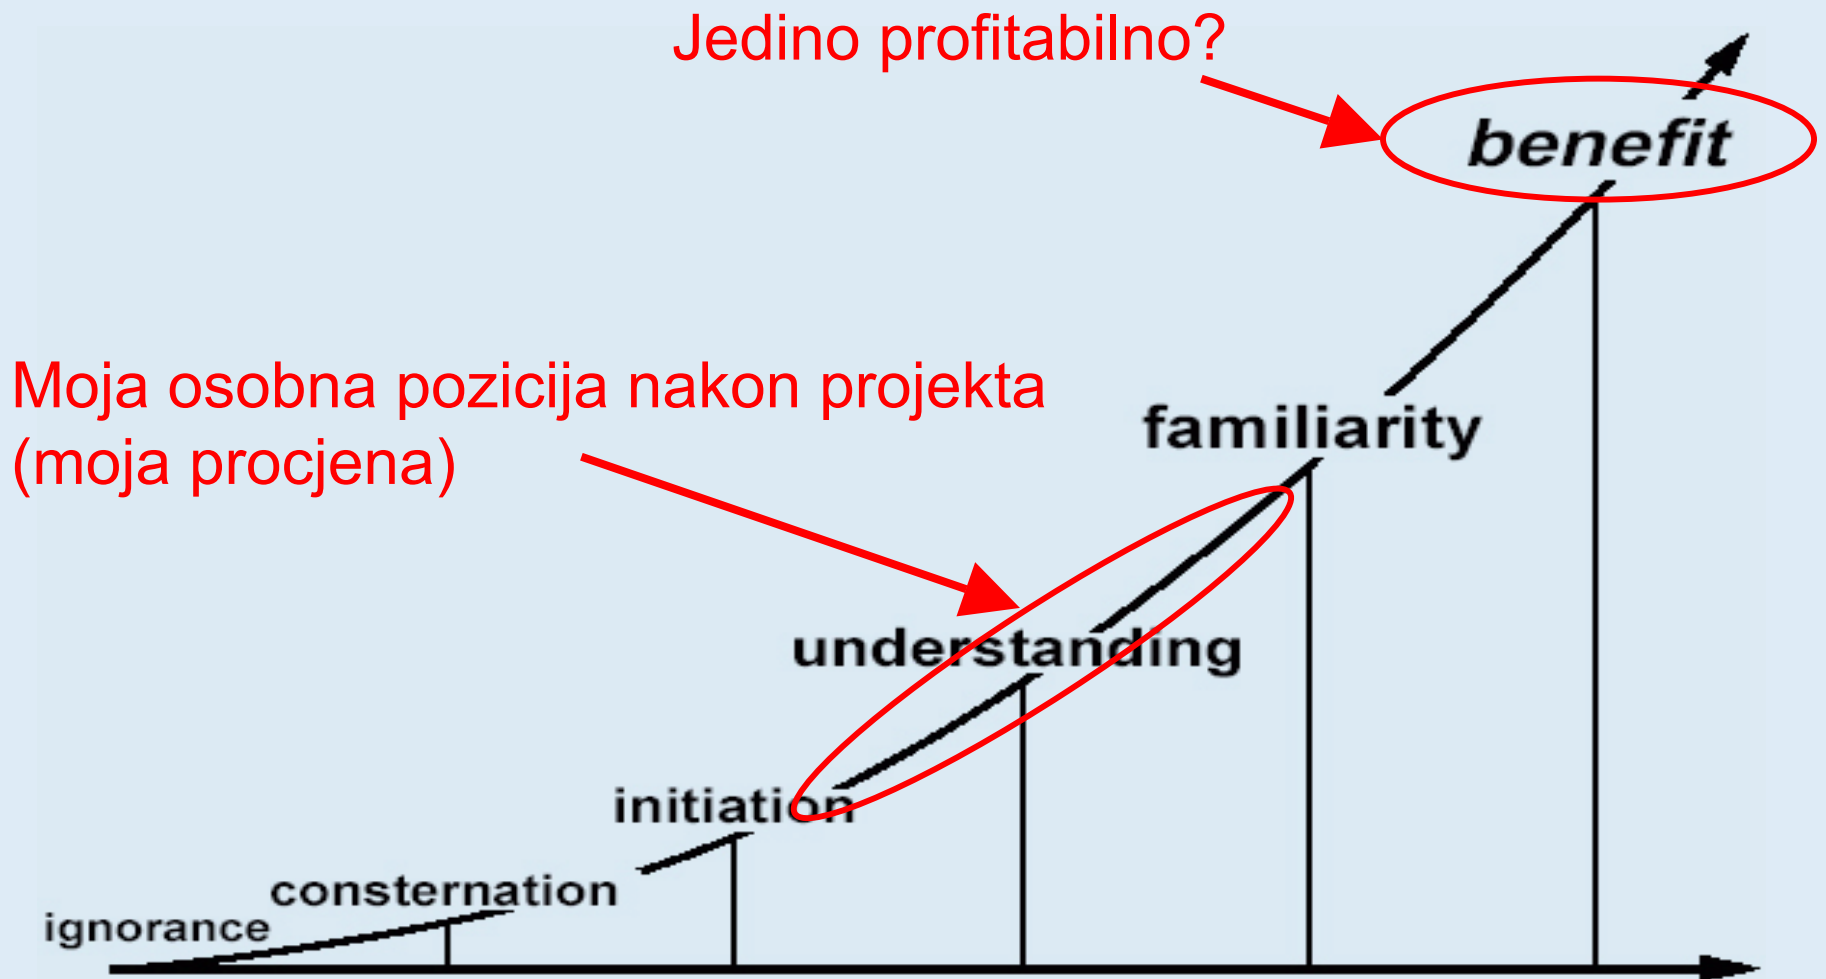 Jedino profitabilno?
benefit
Moja osobna pozicija nakon projekta
(moja procjena)
familiarity
understanding
initiation
consternation
ignorance